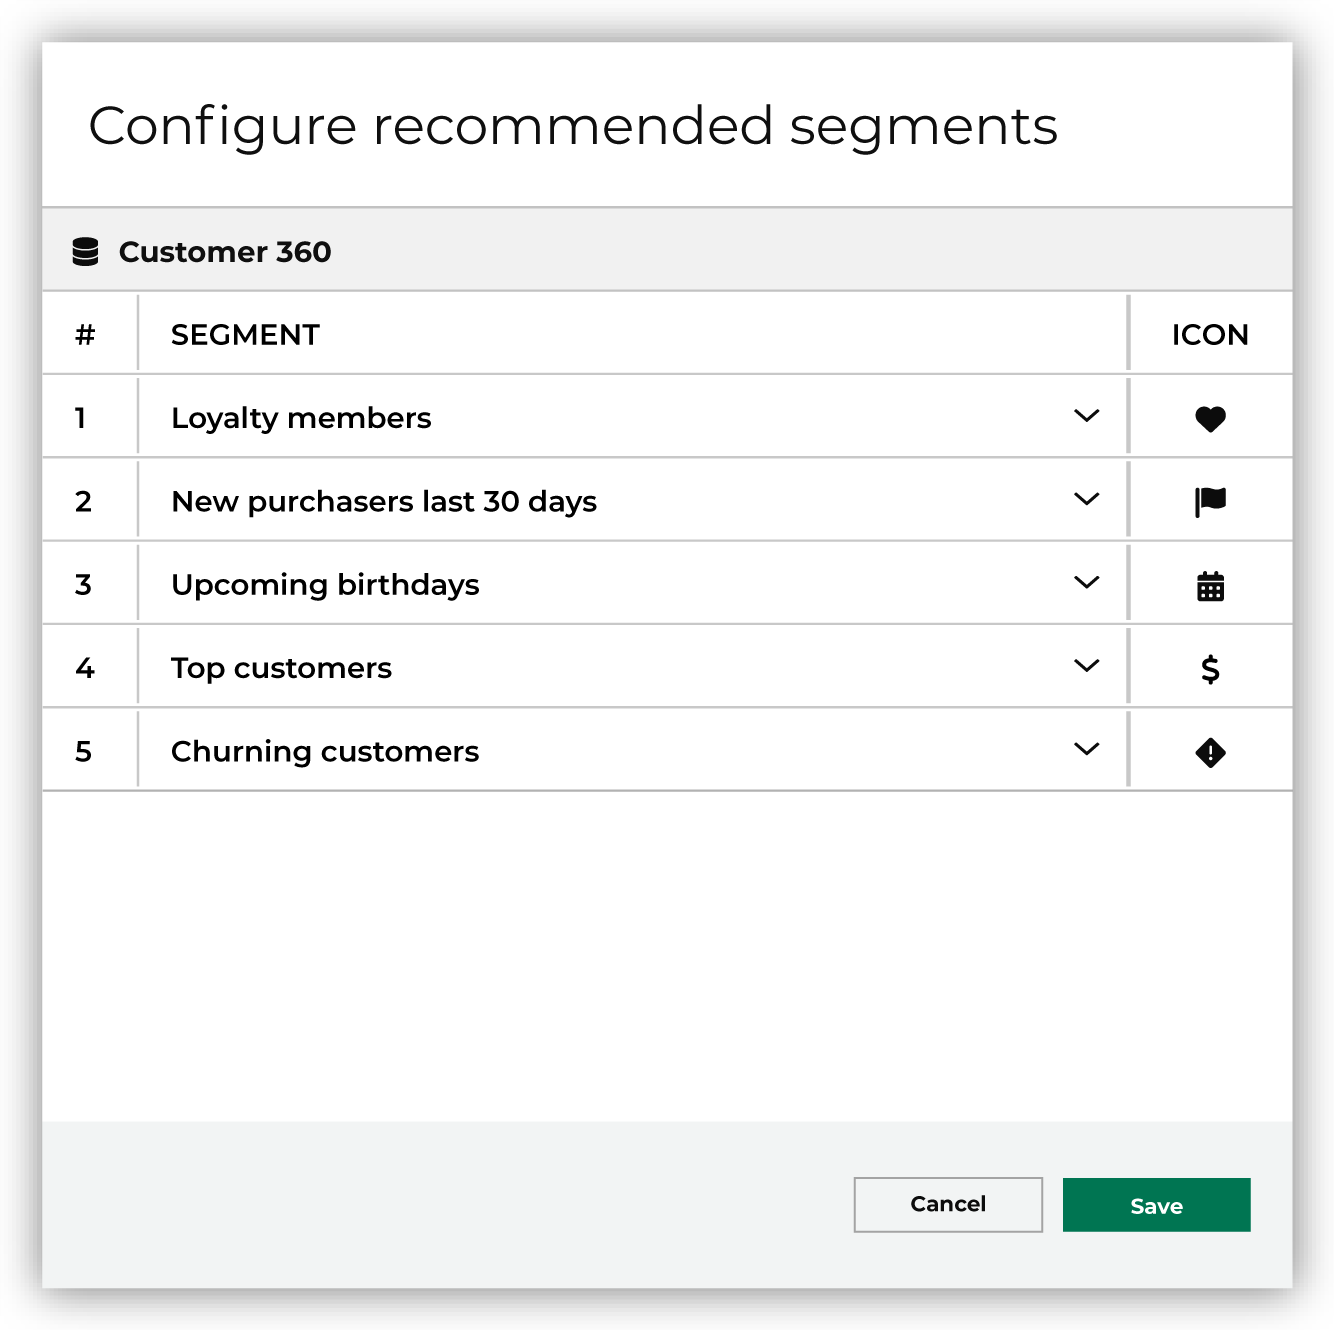 Configure recommended segments
Customer 360
# SEGMENT ICON
1 Loyalty members
2 New purchasers last 30 days
3 Upcoming birthdays
4 Top customers $
5 Churning customers
Cancel Save